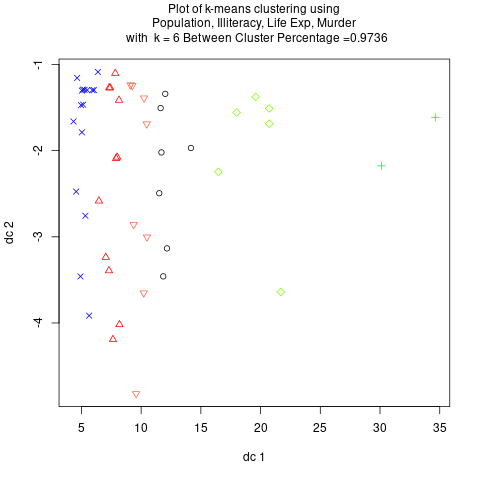 Plot of k-means clustering using
Population, Illiteracy, Life Exp, Murder
with k = 6 Between Cluster Percentage =0.9736
-1
-2
-3
-4
dc 2
5 10 15 20 25 30 35
dc 1